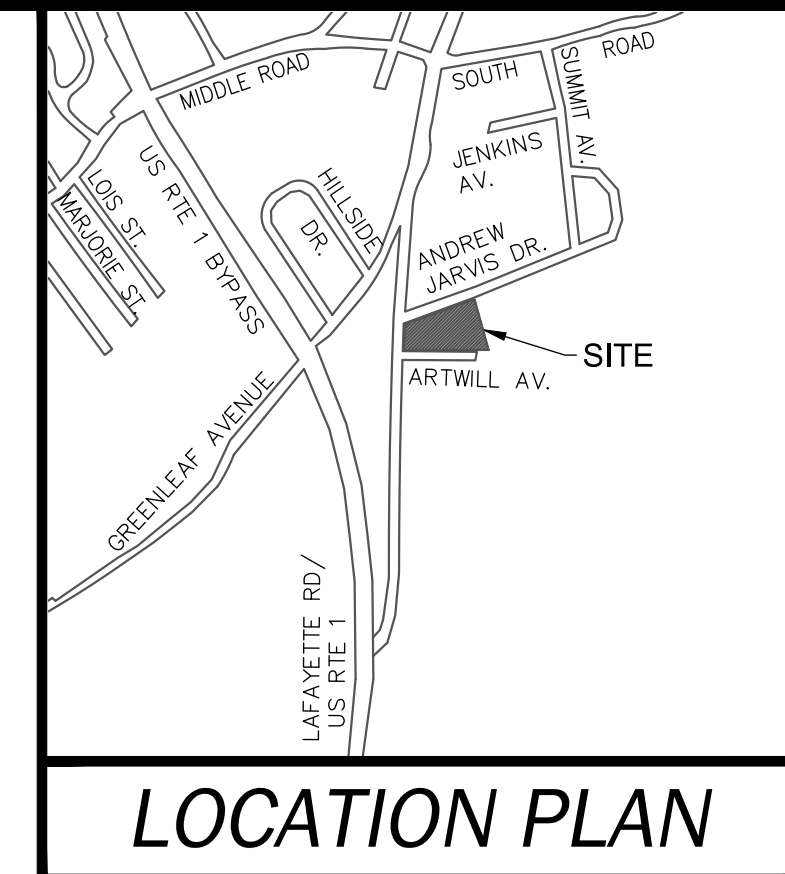 MIDDLE ROAD
SOUTH
ROAD
SUMMIT AV.
JENKINS
AV.
US RTE 1 BYPASS
LOIS ST.
MARJORIE ST.
HILLSIDE
DR.
ANDREW
JARVIS DR.
SITE
ARTWILL AV.
GREENLEAF AVENUE
LAFAYETTE RD/
US RTE 1
LOCATION PLAN